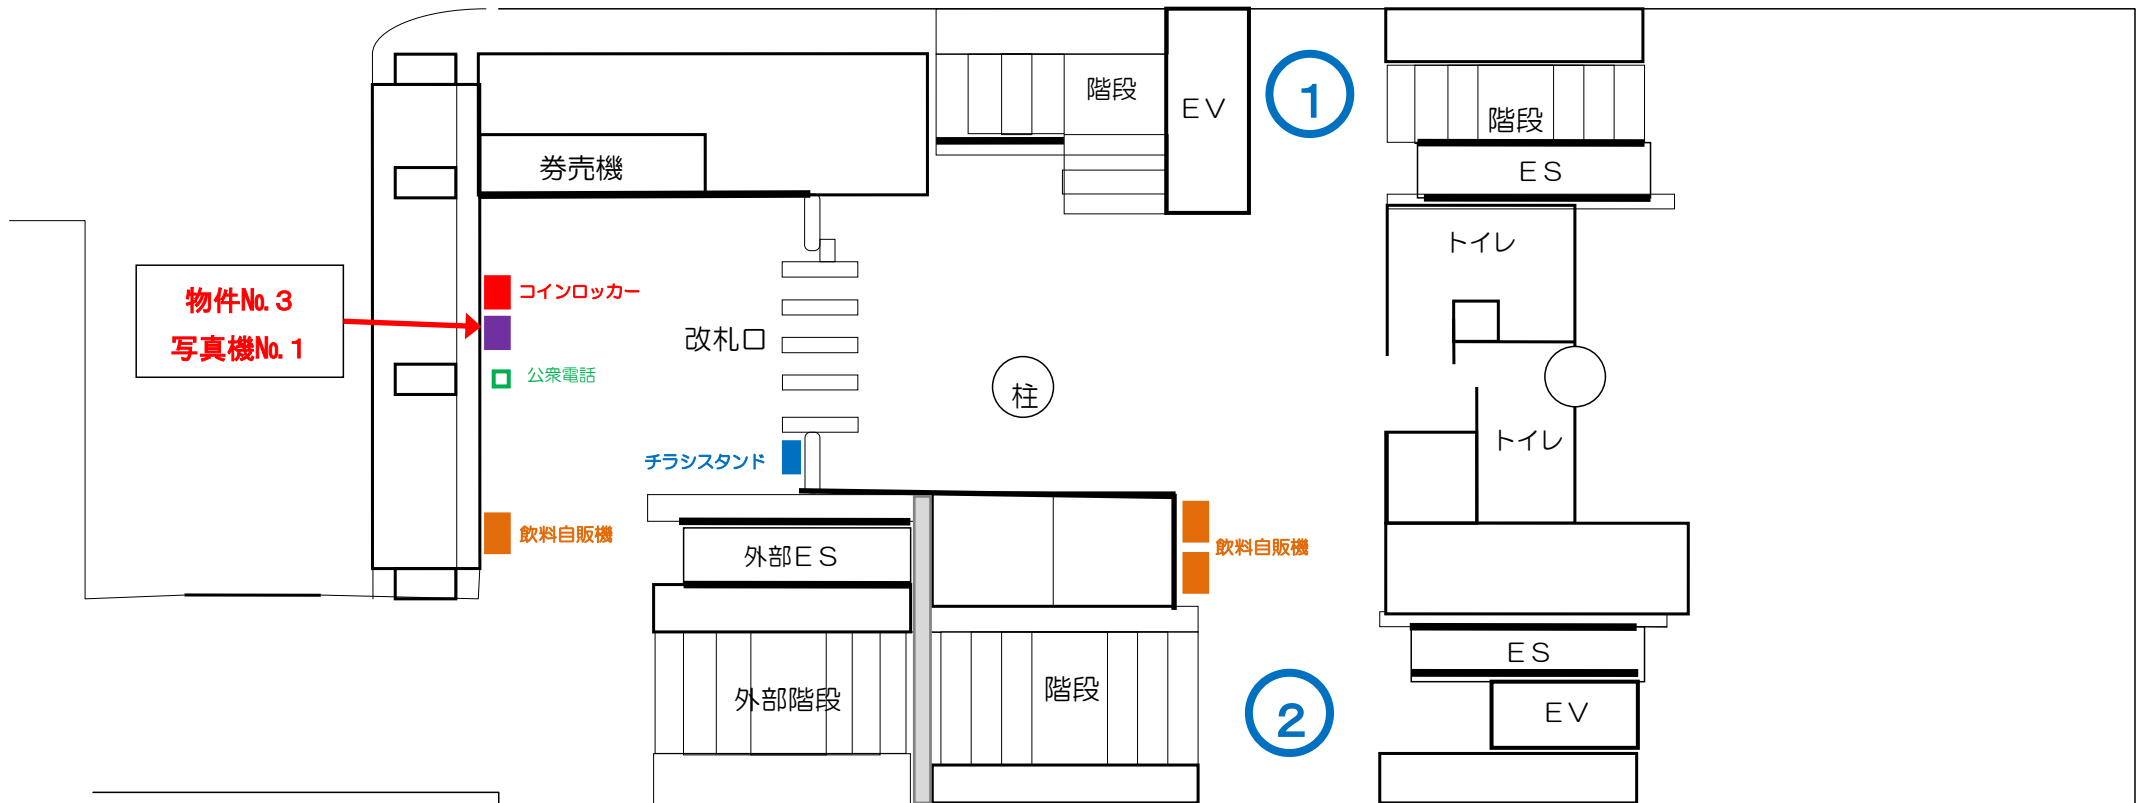 階段
ＥＶ
１
階段
券売機
ＥＳ
トイレ
物件№３
写真機№１
コインロッカー
改札口
公衆電話
柱
トイレ
チラシスタンド
飲料自販機
外部ＥＳ
飲料自販機
ＥＳ
外部階段
階段
２
ＥＶ